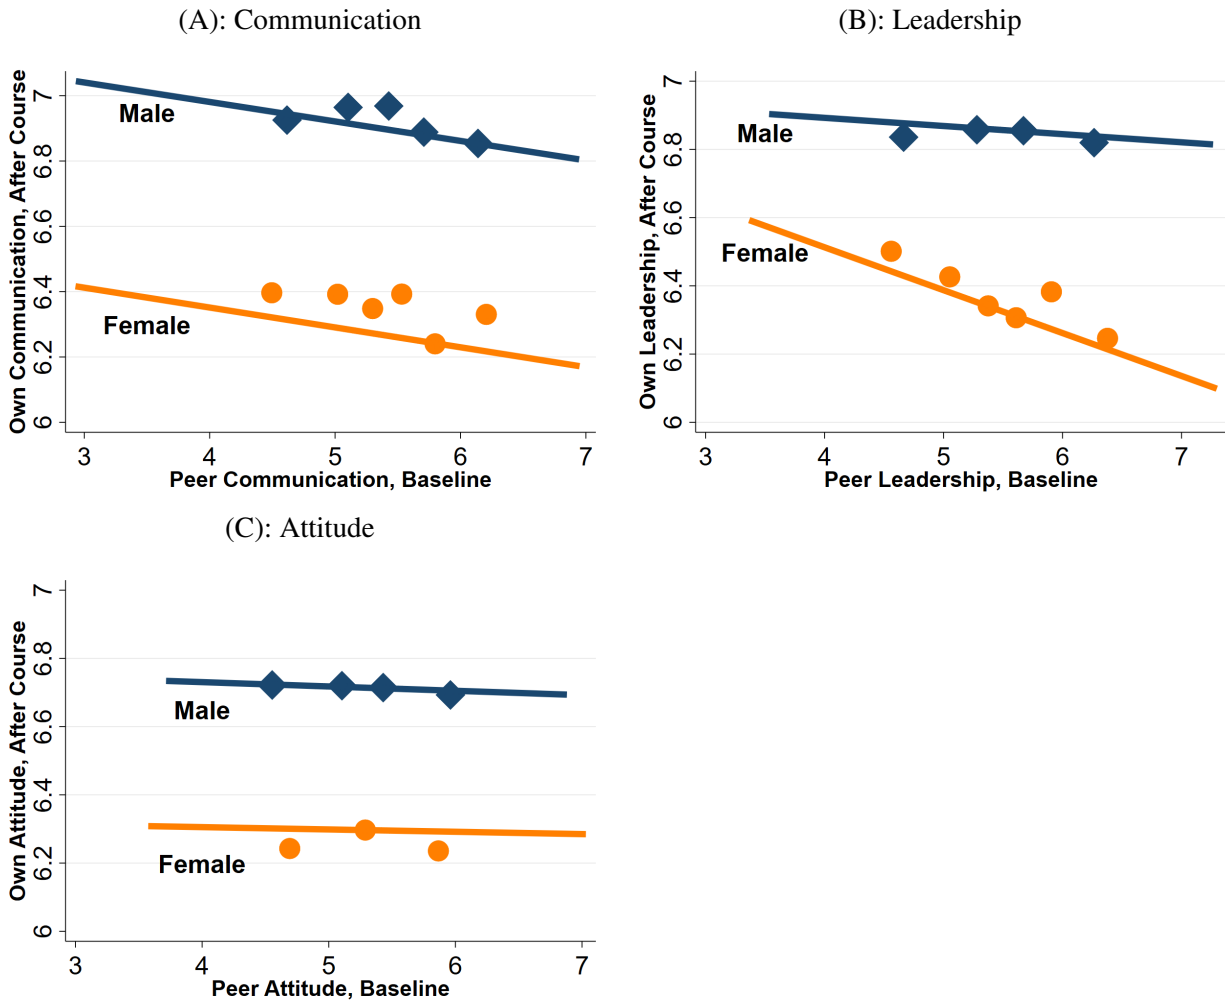 (A): Communication
Own Communication, After Course
7
6.8
6.6
6.4
6.2
6
Male
Female
3 4 5 6 7
Peer Communication, Baseline
(B): Leadership
Own Leadership, After Course
7
6.8
6.6
6.4
6.2
6
Male
Female
3 4 5 6 7
Peer Leadership, Baseline
(C): Attitude
Own Attitude, After Course
7
6.8
6.6
6.4
6.2
6
Male
Female
3 4 5 6 7
Peer Attitude, Baseline